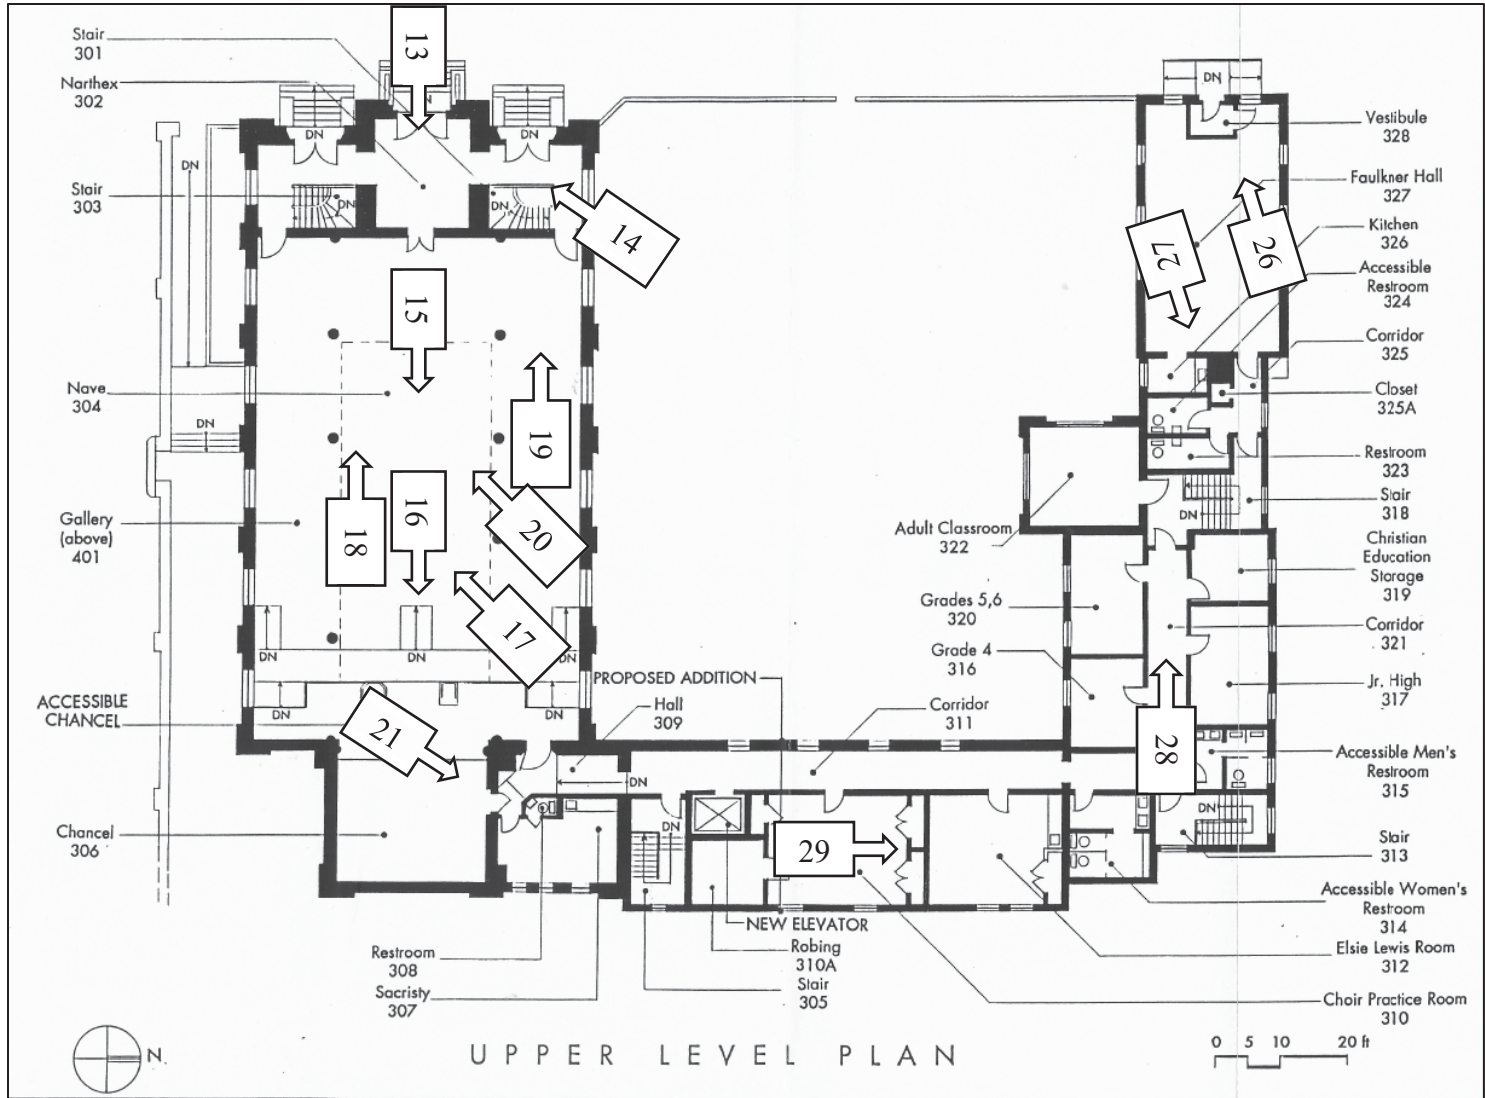 Stair
301
Narthex
302
Stair
303
Nave
304
Gallery
(above)
401
ACCESSIBLE
CHANCEL
Chancel
306
13
DN
DN
DN
DN
DN
DN
DN
14
15
16
17
18
19
20
21
DN
DN
DN
DN
DN
PROPOSED ADDITION
Hall
309
Corridor
311
DN
DN
29
NEW ELEVATOR
Robing
310A
Stair
305
Restroom
308
Sacristy
307
DN
Vestibule
328
Faulkner Hall
327
Kitchen
326
Accessible
Restroom
324
Corridor
325
Closet
325A
Restroom
323
Stair
318
Christian
Education
Storage
319
Corridor
321
Jr. High
317
Accessible Men's
Restroom
315
Stair
313
Accessible Women's
Restroom
314
Elsie Lewis Room
312
Choir Practice Room
310
26
27
28
DN
DN
Adult Classroom
322
Grades 5,6
320
Grade 4
316
N
UPPER LEVEL PLAN
0 5 10 20 ft